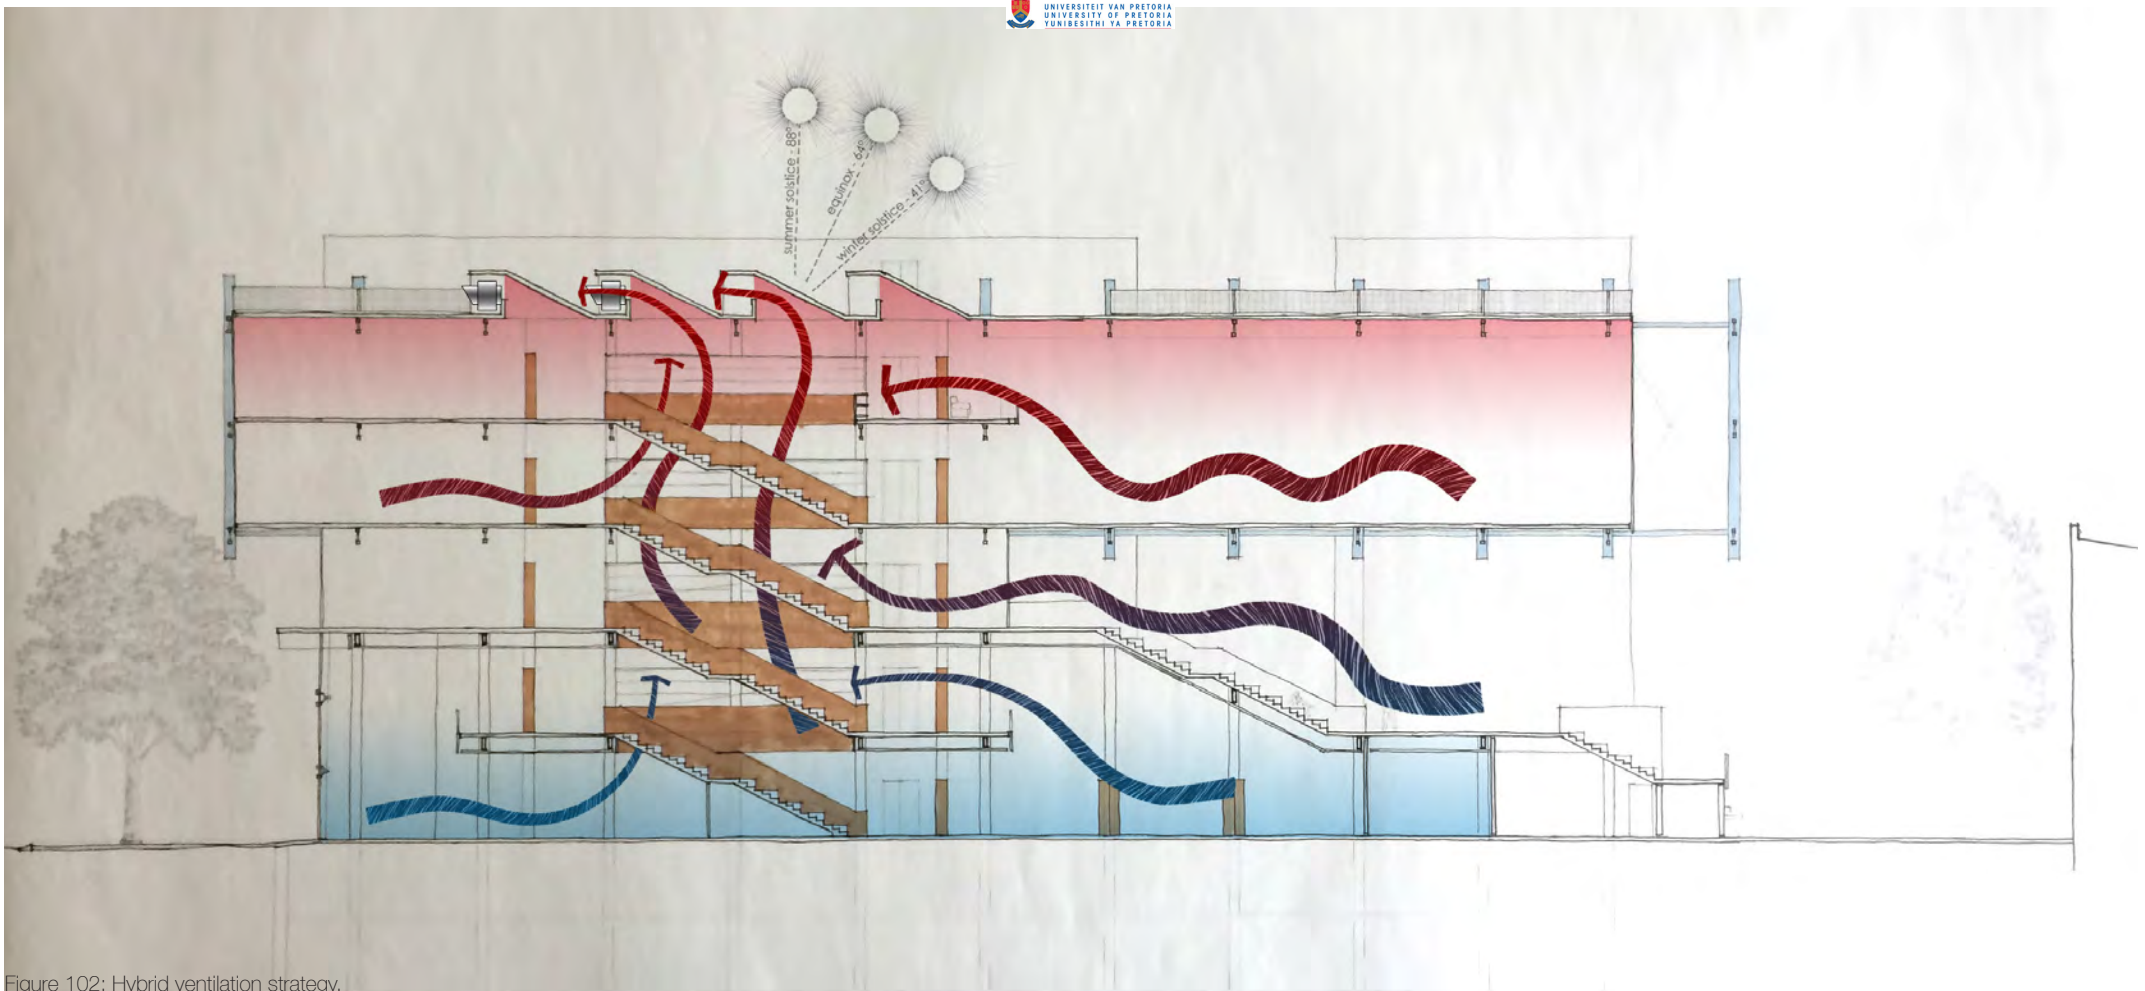 UNIVERSITEIT VAN PRETORIA
UNIVERSITY OF PRETORIA
YUNIBESITHI YA PRETORIA
summer solstice - 88°
equinox - 64°
winter solstice - 41°
Figure 102: Hybrid ventilation strategy.